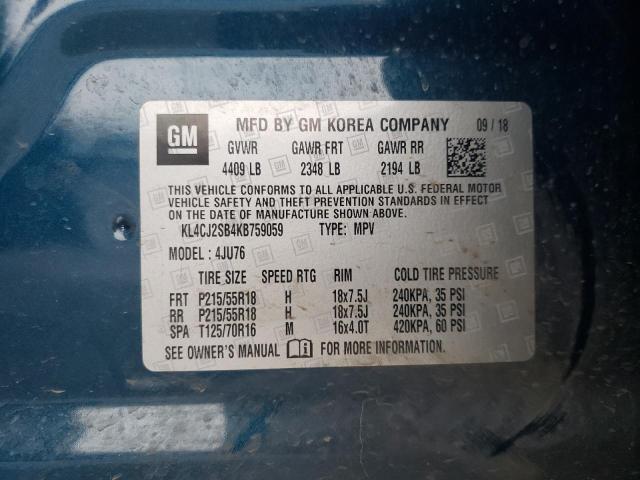 GM MFD BY GM KOREA COMPANY 09 / 18
GVWR GAWR FRT GAWR RR
4409 LB 2348 LB 2194 LB
THIS VEHICLE CONFORMS TO ALL APPLICABLE U.S. FEDERAL MOTOR
VEHICLE SAFETY AND THEFT PREVENTION STANDARDS IN EFFECT
ON THE DATE OF MANUFACTURE SHOWN ABOVE.
KL4CJ2SB4KB759059 TYPE: MPV
MODEL : 4JU76
TIRE SIZE SPEED RTG RIM COLD TIRE PRESSURE
FRT P215/55R18 H 18x7.5J 240KPA, 35 PSI
RR P215/55R18 H 18x7.5J 240KPA, 35 PSI
SPA T125/70R16 M 16x4.0T 420KPA, 60 PSI
SEE OWNER'S MANUAL FOR MORE INFORMATION.